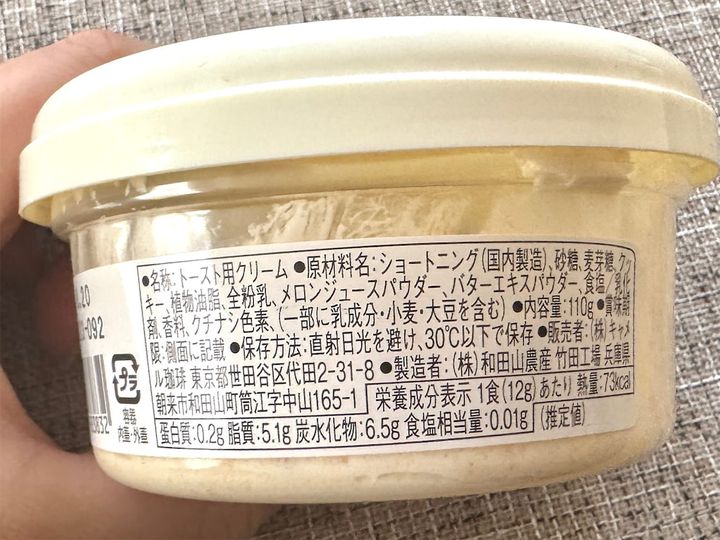 ●名称:トースト用クリーム ●原材料名:ショートニング(国内製造)、砂糖、麦芽糖、クッ
キー、植物油脂、全粉乳、メロンジュースパウダー、バターエキスパウダー、食塩/乳化
剤、香料、クチナシ色素、(一部に乳成分・小麦・大豆を含む) ●内容量:110g ●賞味期
限:側面に記載 ●保存方法:直射日光を避け、30℃以下で保存 ●販売者:(株)キャメ
ル珈琲 東京都世田谷区代田2-31-8 ●製造者:(株)和田山農産 竹田工場 兵庫県
朝来市和田山町筒江字中山165-1
栄養成分表示 1食(12g)あたり 熱量:73kcal
蛋白質:0.2g 脂質:5.1g 炭水化物:6.5g 食塩相当量:0.01g (推定値)
.20
-092
プラ
容器
内蓋・外蓋